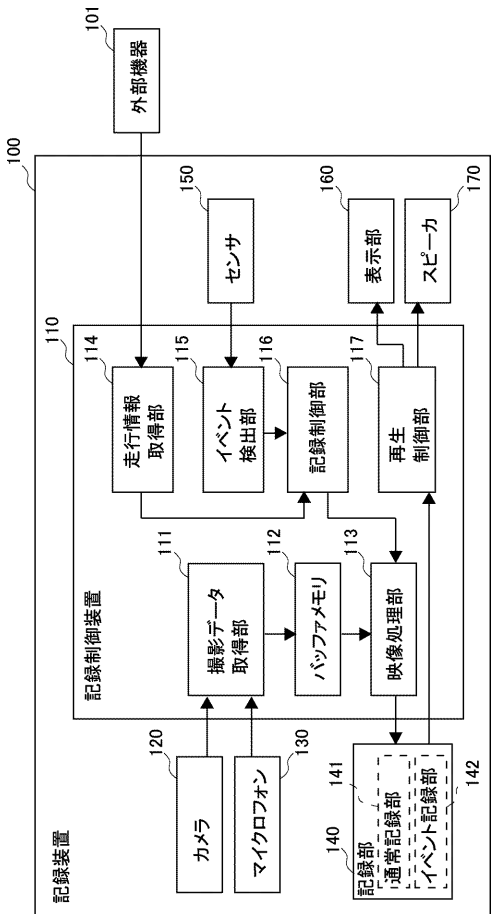 記録装置
100
外部機器
101
記録制御装置
110
カメラ
120
マイクロフォン
130
撮影データ
取得部
111
バッファメモリ
112
映像処理部
113
走行情報
取得部
114
イベント
検出部
115
記録制御部
116
再生
制御部
117
センサ
150
表示部
160
スピーカ
170
記録部
140
通常記録部
141
イベント記録部
142